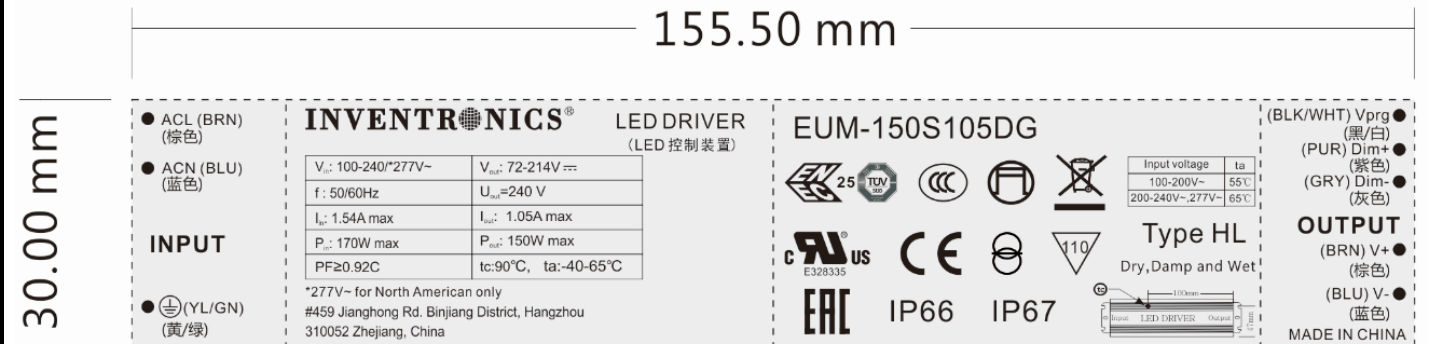 155.50 mm
30.00 mm
ACL (BRN)
(棕色)
ACN (BLU)
(蓝色)
INPUT
(YL/GN)
(黄/绿)
INVENTRONICS®
LED DRIVER
(LED 控制装置)
Vin: 100-240/*277V~
Vout: 72-214V
f : 50/60Hz
Uout=240 V
Iin: 1.54A max
Iout: 1.05A max
Pin: 170W max
Pout: 150W max
PF≥0.92C
tc:90℃, ta:-40-65℃
*277V~ for North American only
#459 Jianghong Rd. Binjiang District, Hangzhou
310052 Zhejiang, China
EUM-150S105DG
ENEC 25
TÜV
SÜD
CCC
Input voltage ta
100-200V~ 55℃
200-240V~,277V~ 65℃
c RU US
E328335
CE
110
Type HL
Dry,Damp and Wet
EAC
IP66
IP67
tc
100mm
Input LED DRIVER Output
47mm
(BLK/WHT) Vprg
(黑/白)
(PUR) Dim+
(紫色)
(GRY) Dim-
(灰色)
OUTPUT
(BRN) V+
(棕色)
(BLU) V-
(蓝色)
MADE IN CHINA